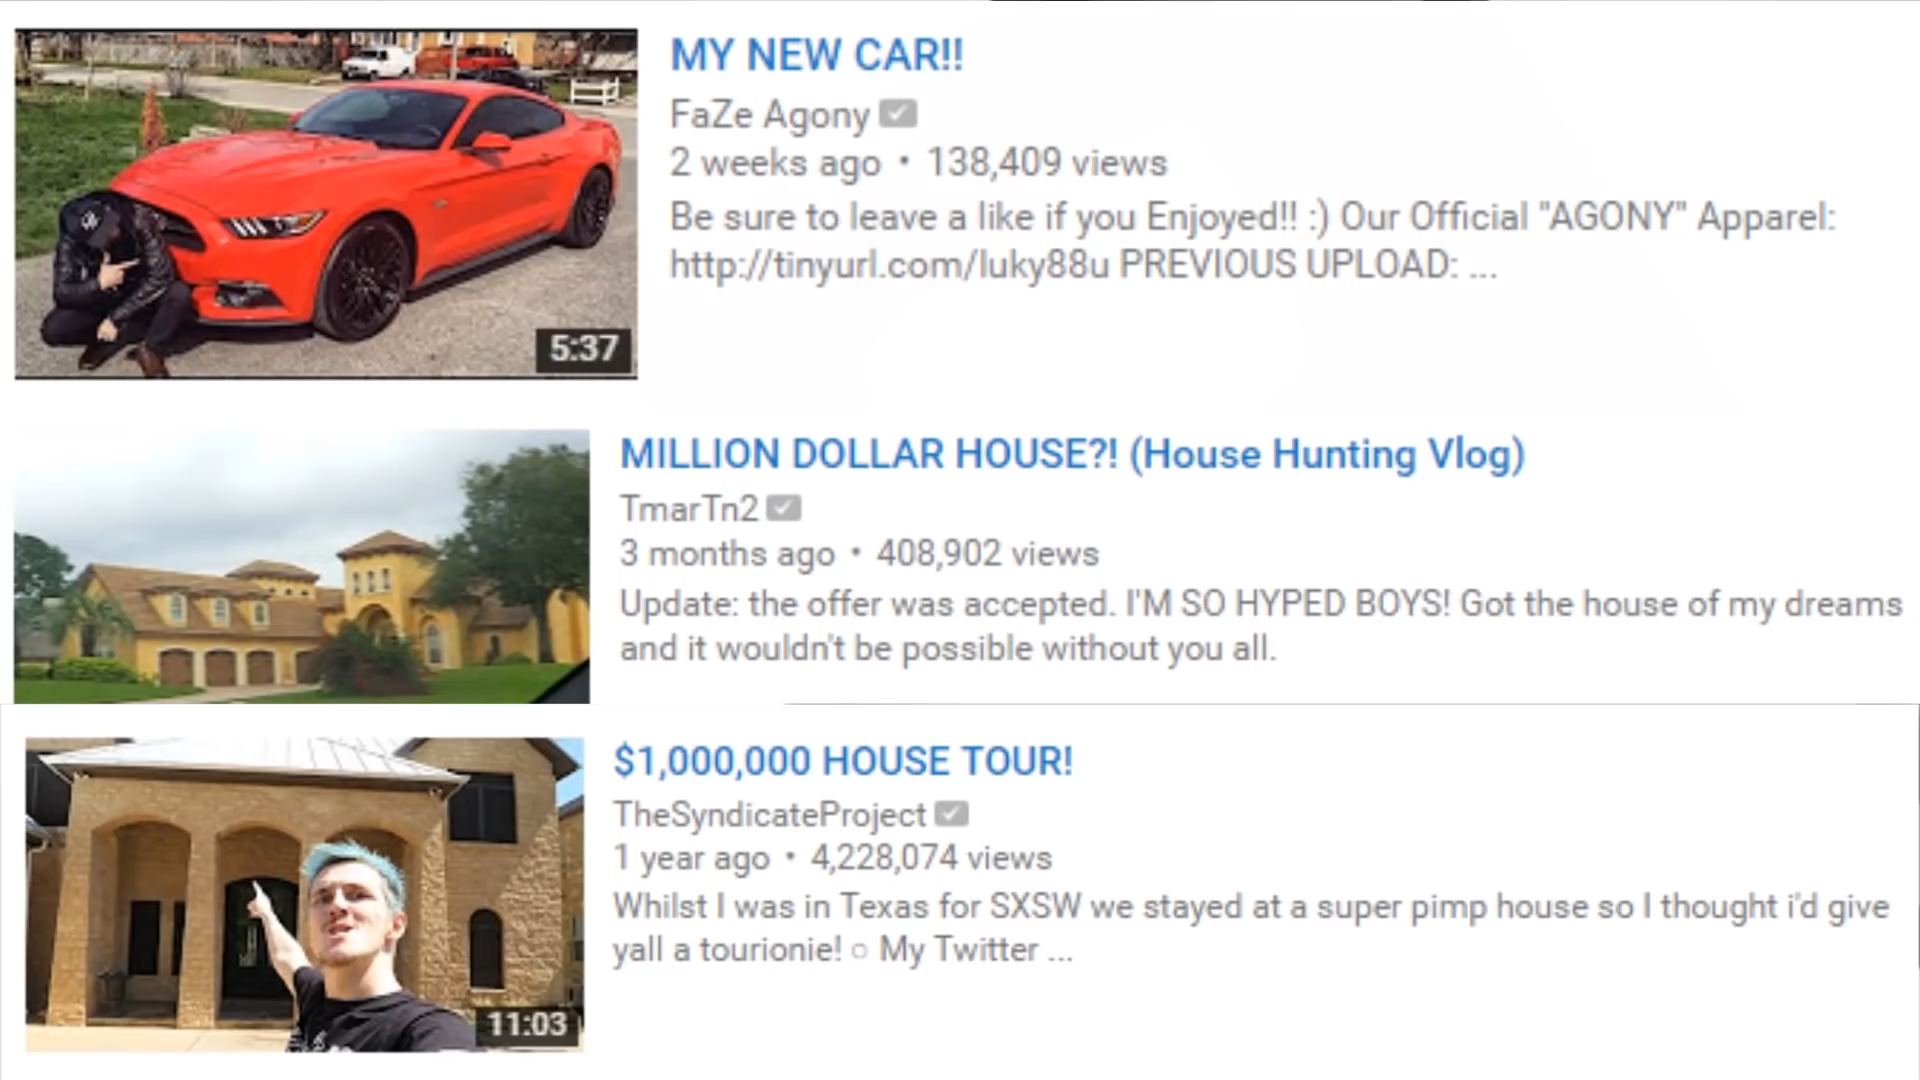 MY NEW CAR!!
FaZe Agony
2 weeks ago • 138,409 views
Be sure to leave a like if you Enjoyed!! :) Our Official "AGONY" Apparel:
http://tinyurl.com/luky88u PREVIOUS UPLOAD: ...
5:37
MILLION DOLLAR HOUSE?! (House Hunting Vlog)
TmarTn2
3 months ago • 408,902 views
Update: the offer was accepted. I'M SO HYPED BOYS! Got the house of my dreams
and it wouldn't be possible without you all.
$1,000,000 HOUSE TOUR!
TheSyndicateProject
1 year ago • 4,228,074 views
Whilst I was in Texas for SXSW we stayed at a super pimp house so I thought i'd give
yall a tourionie! ○ My Twitter ...
11:03